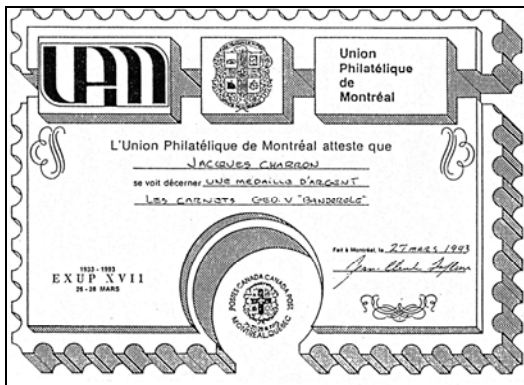 UPM
Union
Philatélique
de
Montréal
L'Union Philatélique de Montréal atteste que
JACQUES CHARRON
se voit décerner UNE MEDAILLE D'ARGENT
LES CARNETS GEO. V "BANDEROLE"
Fait à Montréal, le 27 MARS 1993
1933 - 1993
EXUP XVII
26 - 28 MARS
POSTES CANADA CANADA POST
MONTRÉAL, QUÉBEC